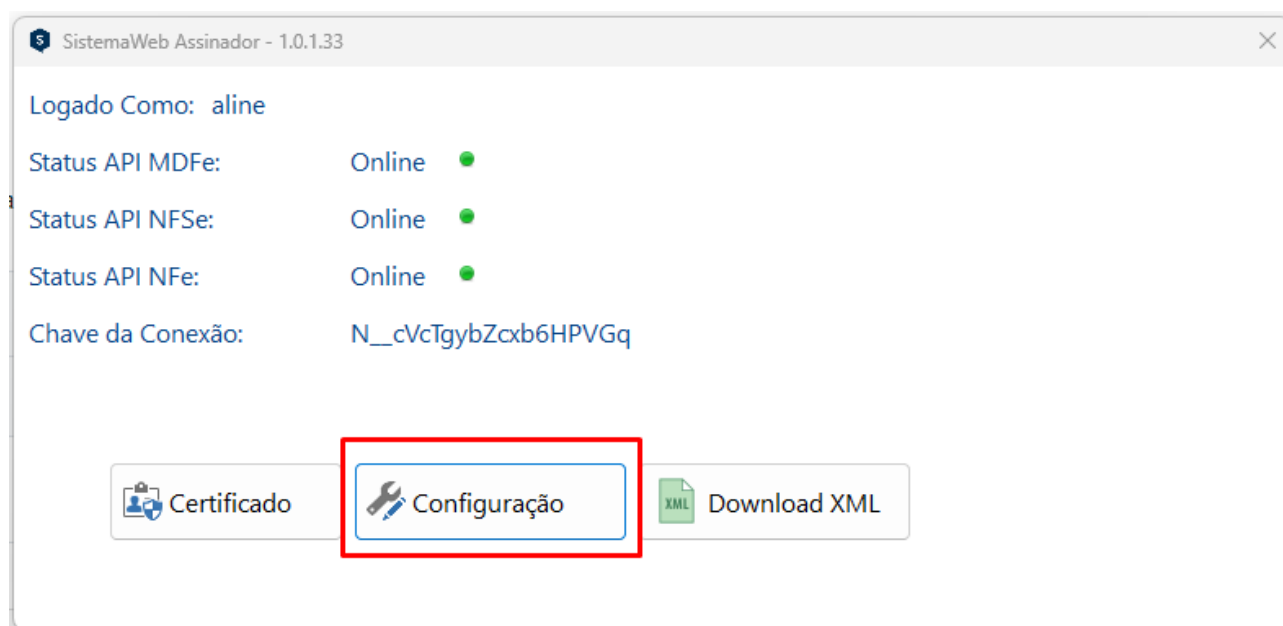 SistemaWeb Assinador - 1.0.1.33
Logado Como: aline
Status API MDFe: Online
Status API NFSe: Online
Status API NFe: Online
Chave da Conexão: N__cVcTgybZcxb6HPVGq
Certificado Configuração XML Download XML